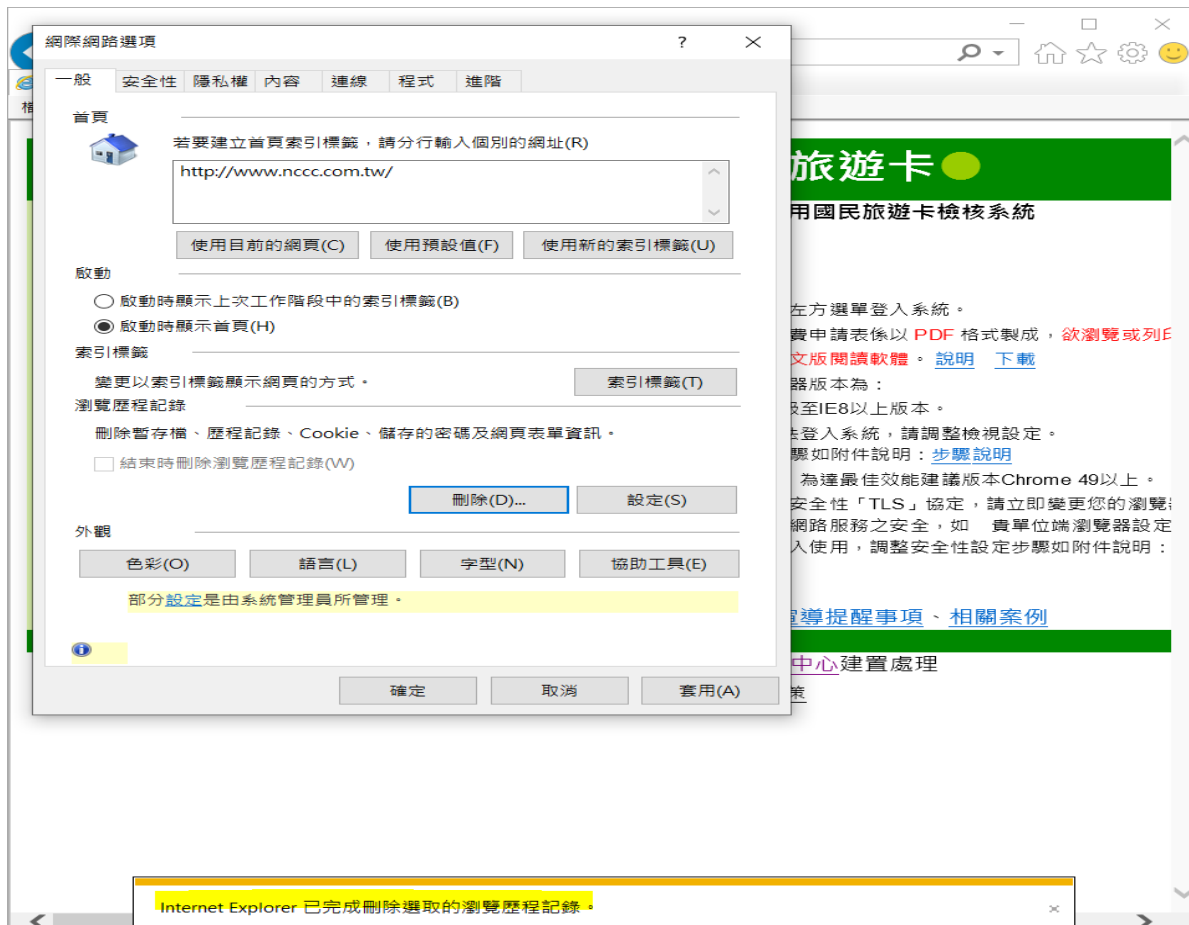 網際網路選項
一般 安全性 隱私權 內容 連線 程式 進階
首頁
若要建立首頁索引標籤，請分行輸入個別的網址(R)
http://www.nccc.com.tw/
使用目前的網頁(C) 使用預設值(F) 使用新的索引標籤(U)
啟動
啟動時顯示上次工作階段中的索引標籤(B)
啟動時顯示首頁(H)
索引標籤
變更以索引標籤顯示網頁的方式。
索引標籤(T)
瀏覽歷程記錄
刪除暫存檔、歷程記錄、Cookie、儲存的密碼及網頁表單資訊。
結束時刪除瀏覽歷程記錄(W)
刪除(D)... 設定(S)
外觀
色彩(O) 語言(L) 字型(N) 協助工具(E)
部分設定是由系統管理員所管理。
確定 取消 套用(A)
旅遊卡
用國民旅遊卡檢核系統
左方選單登入系統。
費申請表係以 PDF 格式製成，欲瀏覽或列印
文版閱讀軟體。 說明 下載
器版本為：
至IE8以上版本。
登入系統，請調整檢視設定。
驟如附件說明：步驟說明
為達最佳效能建議版本Chrome 49以上。
安全性「TLS」協定，請立即變更您的瀏覽
網路服務之安全，如 貴單位端瀏覽器設定
入使用，調整安全性設定步驟如附件說明：
導提醒事項、相關案例
中心建置處理
策
Internet Explorer 已完成刪除選取的瀏覽歷程記錄。